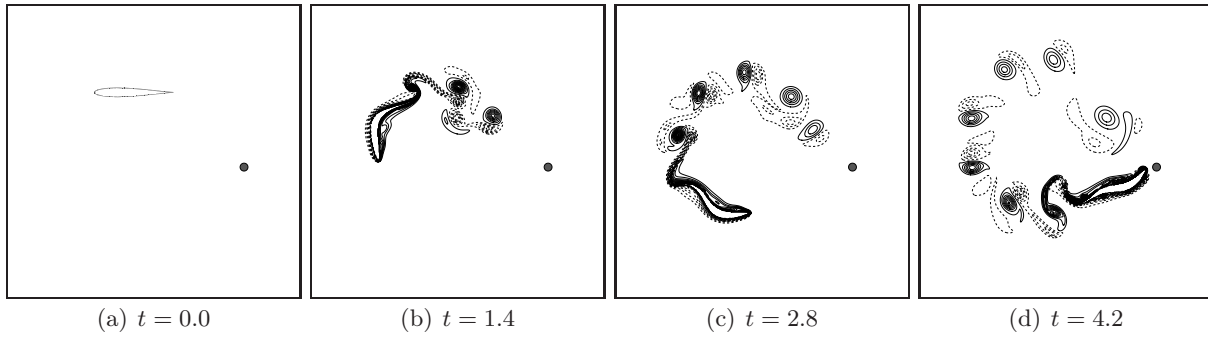 (a) t = 0.0
(b) t = 1.4
(c) t = 2.8
(d) t = 4.2